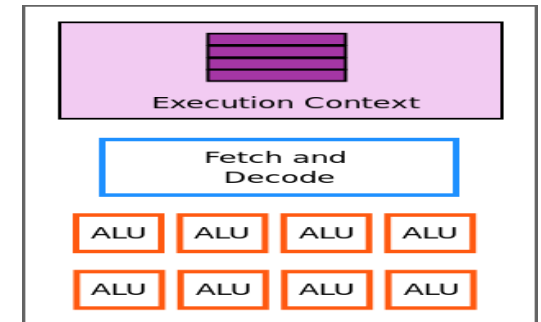 Execution Context
Fetch and
Decode
ALU ALU ALU ALU
ALU ALU ALU ALU